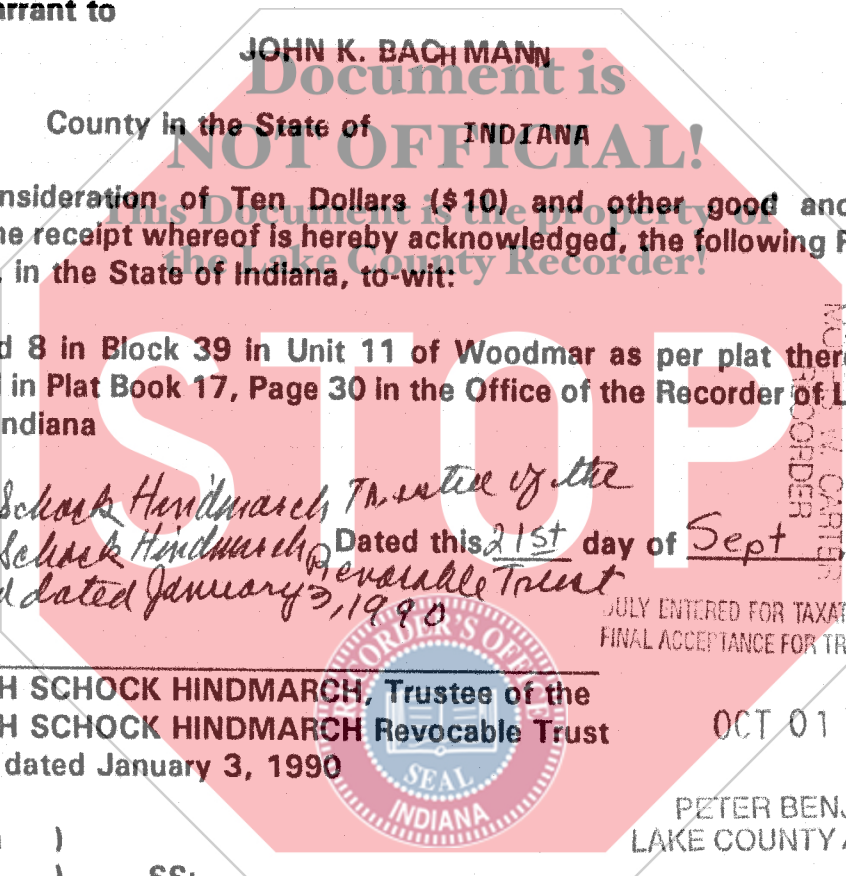 arrant to
JOHN K. BACHMANN
Document is
County in the State of INDIANA
NOT OFFICIAL!
nsideration of Ten Dollars ($10) and other good and
This Document is the property of
he receipt whereof is hereby acknowledged, the following R
the Lake County Recorder!
, in the State of Indiana, to-wit:
d 8 in Block 39 in Unit 11 of Woodmar as per plat there
in Plat Book 17, Page 30 in the Office of the Recorder of L
ndiana
STOP
W. CARTER
RECORDER
Schock Hindmarch Trustee of the
Schock Hindmarch Revocable Trust
d dated January 3, 1990
Dated this 21st day of Sept
DULY ENTERED FOR TAXAT
FINAL ACCEPTANCE FOR TR
RECORDER'S OFFICE
SEAL
INDIANA
H SCHOCK HINDMARCH, Trustee of the
H SCHOCK HINDMARCH Revocable Trust
dated January 3, 1990
OCT 01
PETER BENJ
LAKE COUNTY A
)
) SS: